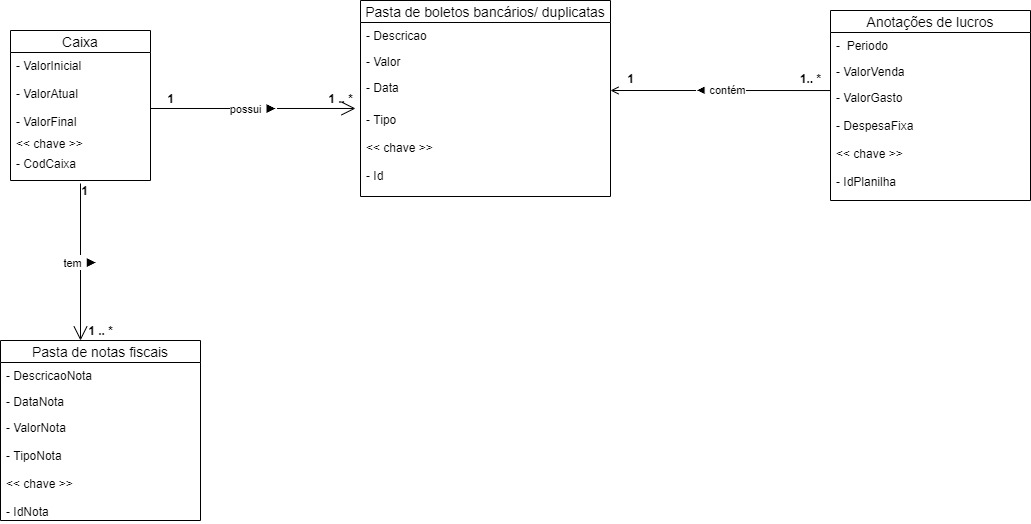 Caixa
- ValorInicial
- ValorAtual
- ValorFinal
<< chave >>
- CodCaixa
1
possui ►
1 .. *
Pasta de boletos bancários/ duplicatas
- Descricao
- Valor
- Data
- Tipo
<< chave >>
- Id
1
◄ contém
1.. *
Anotações de lucros
- Periodo
- ValorVenda
- ValorGasto
- DespesaFixa
<< chave >>
- IdPlanilha
1
tem ►
1 .. *
Pasta de notas fiscais
- DescricaoNota
- DataNota
- ValorNota
- TipoNota
<< chave >>
- IdNota